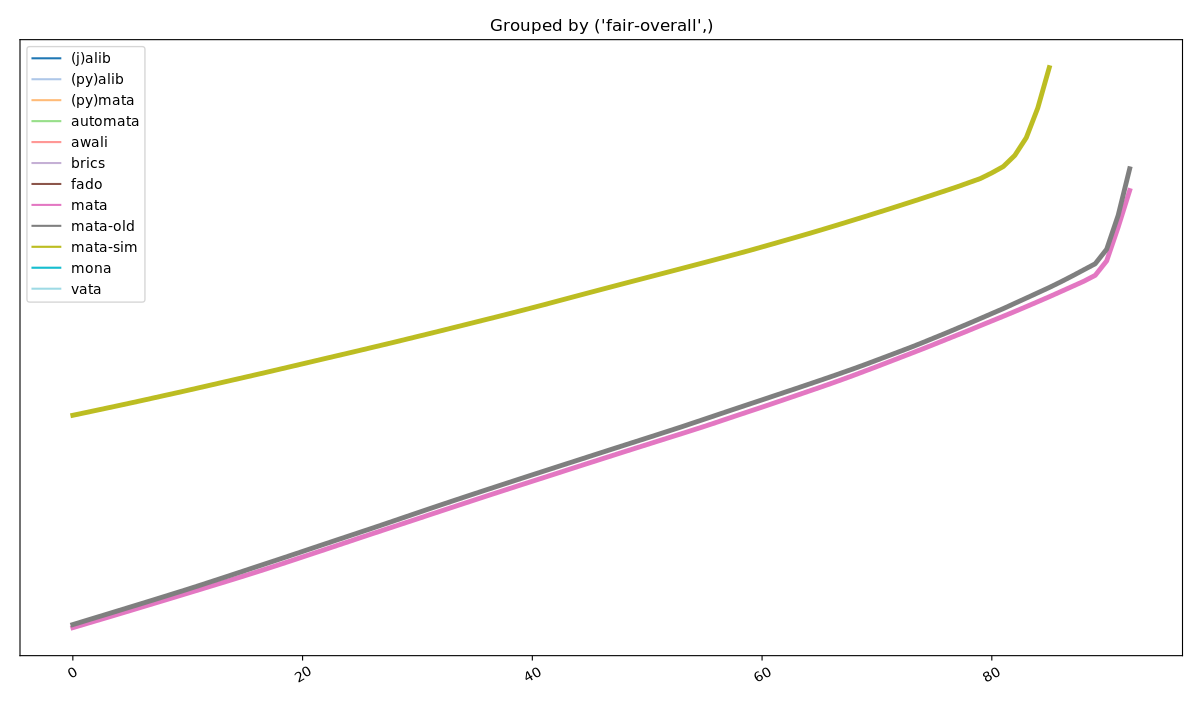 Grouped by ('fair-overall',)
(j)alib
(py)alib
(py)mata
automata
awali
brics
fado
mata
mata-old
mata-sim
mona
vata
0
20
40
60
80